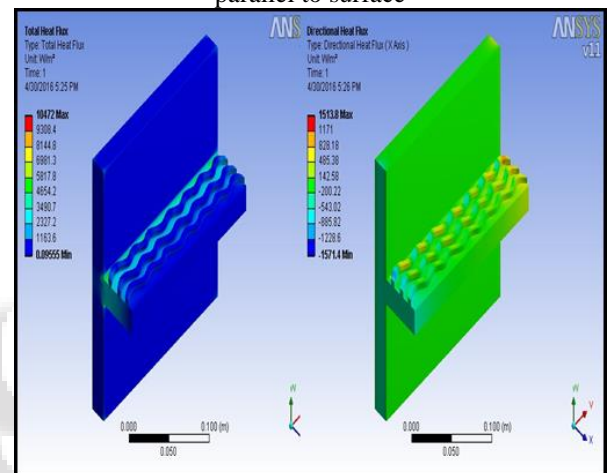 parallel to surface
Total Heat Flux
Type: Total Heat Flux
Unit: W/m²
Time: 1
4/30/2016 5:25 PM
10472 Max
9308.4
8144.8
6981.3
5817.8
4654.2
3490.7
2327.2
1163.6
0.09555 Min
ANS
0.000
0.100 (m)
0.050
Directional Heat Flux
Type: Directional Heat Flux (X Axis)
Unit: W/m²
Time: 1
4/30/2016 5:26 PM
1513.8 Max
1171
828.18
485.38
142.58
-200.22
-543.02
-885.82
-1228.6
-1571.4 Min
ANSYS
v11
0.000
0.100 (m)
0.050
Y
X